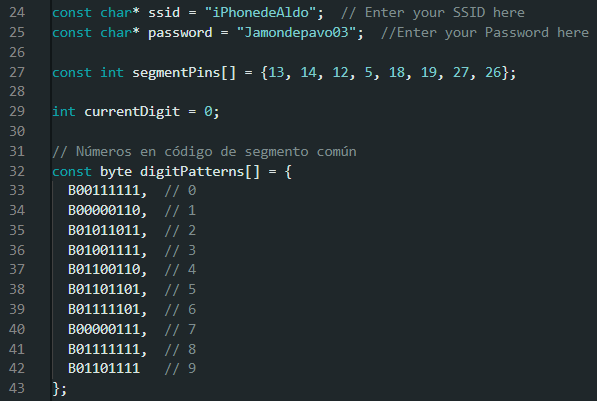 24 const char* ssid = "iPhonedeAldo";  // Enter your SSID here
25 const char* password = "Jamondepavo03";  //Enter your Password here
26
27 const int segmentPins[] = {13, 14, 12, 5, 18, 19, 27, 26};
28
29 int currentDigit = 0;
30
31 // Números en código de segmento común
32 const byte digitPatterns[] = {
33   B00111111,  // 0
34   B00000110,  // 1
35   B01011011,  // 2
36   B01001111,  // 3
37   B01100110,  // 4
38   B01101101,  // 5
39   B01111101,  // 6
40   B00000111,  // 7
41   B01111111,  // 8
42   B01101111   // 9
43 };